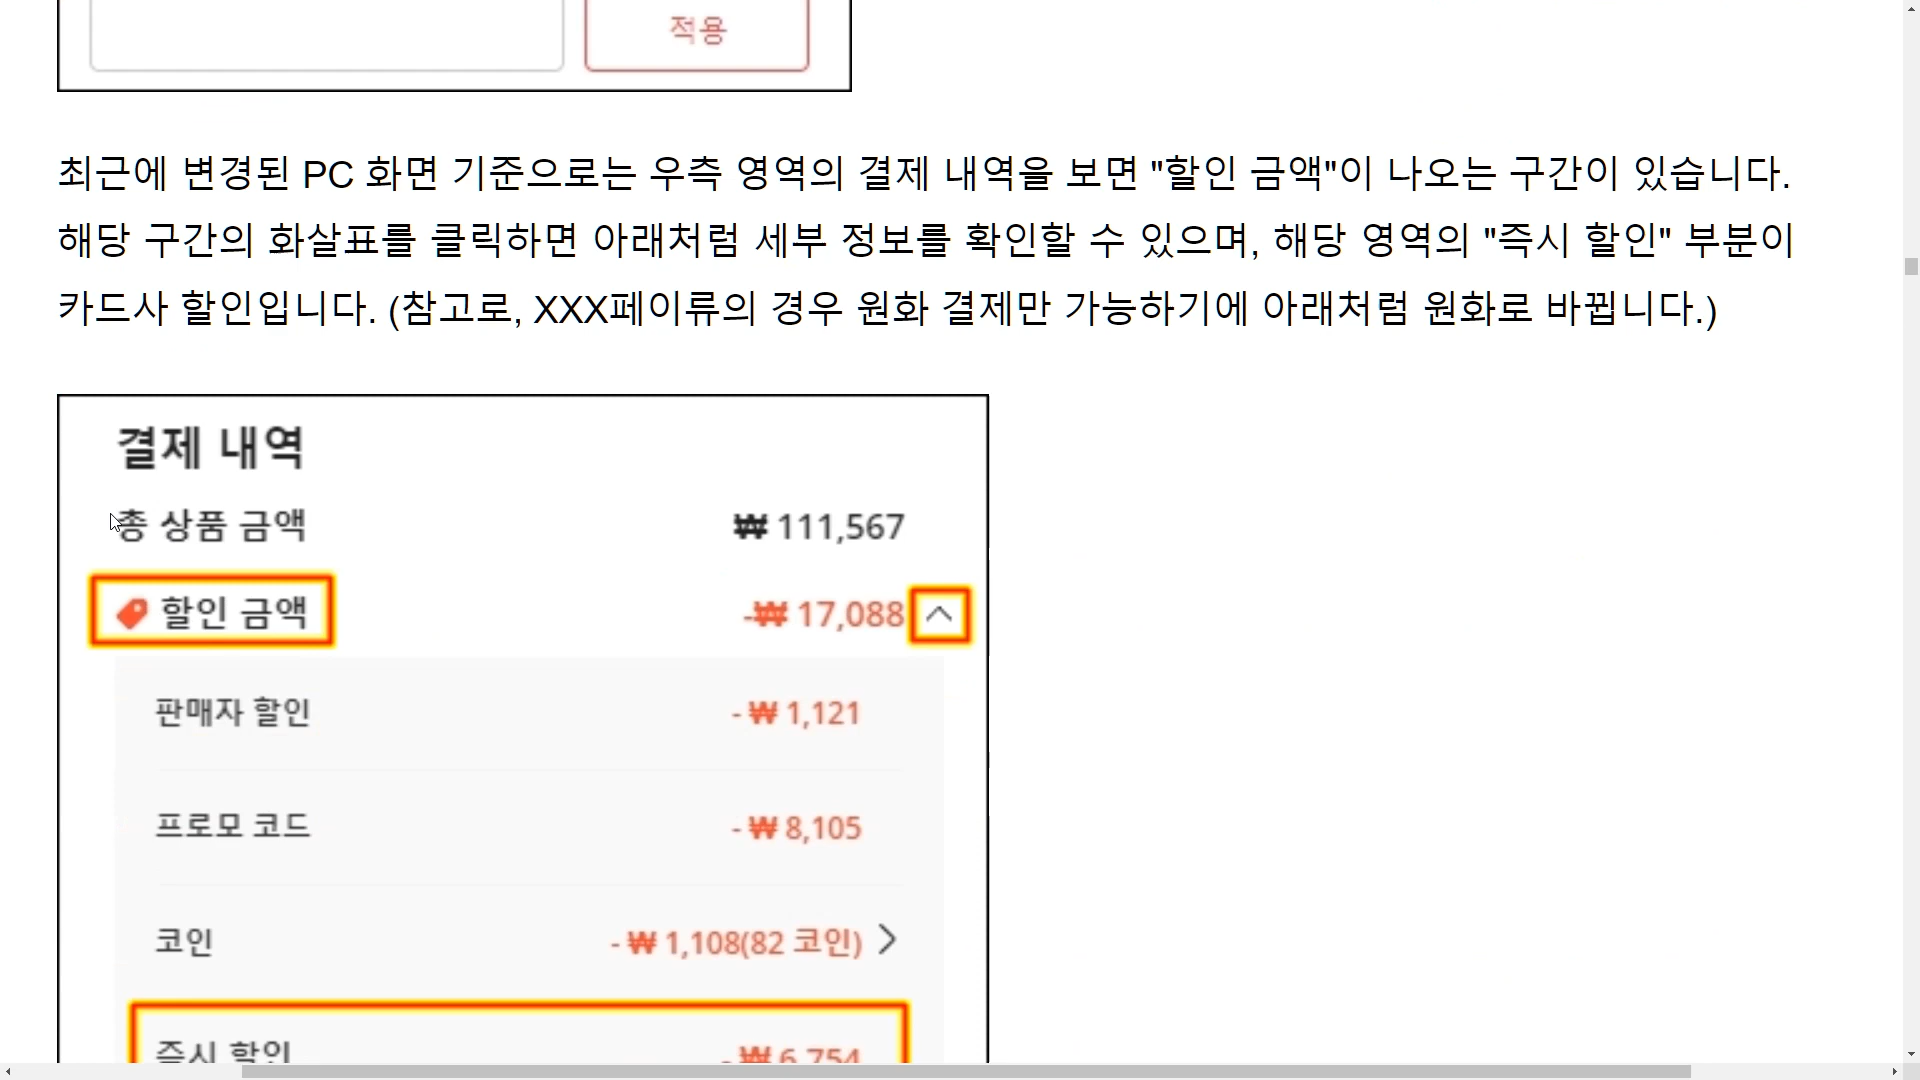 적용
최근에 변경된 PC 화면 기준으로는 우측 영역의 결제 내역을 보면 "할인 금액"이 나오는 구간이 있습니다.
해당 구간의 화살표를 클릭하면 아래처럼 세부 정보를 확인할 수 있으며, 해당 영역의 "즉시 할인" 부분이
카드사 할인입니다. (참고로, XXX페이류의 경우 원화 결제만 가능하기에 아래처럼 원화로 바뀝니다.)
결제 내역
총 상품 금액 ₩ 111,567
할인 금액 -₩ 17,088
판매자 할인 - ₩ 1,121
프로모 코드 - ₩ 8,105
코인 - ₩ 1,108(82 코인)
즉시 할인 - ₩ 6,754